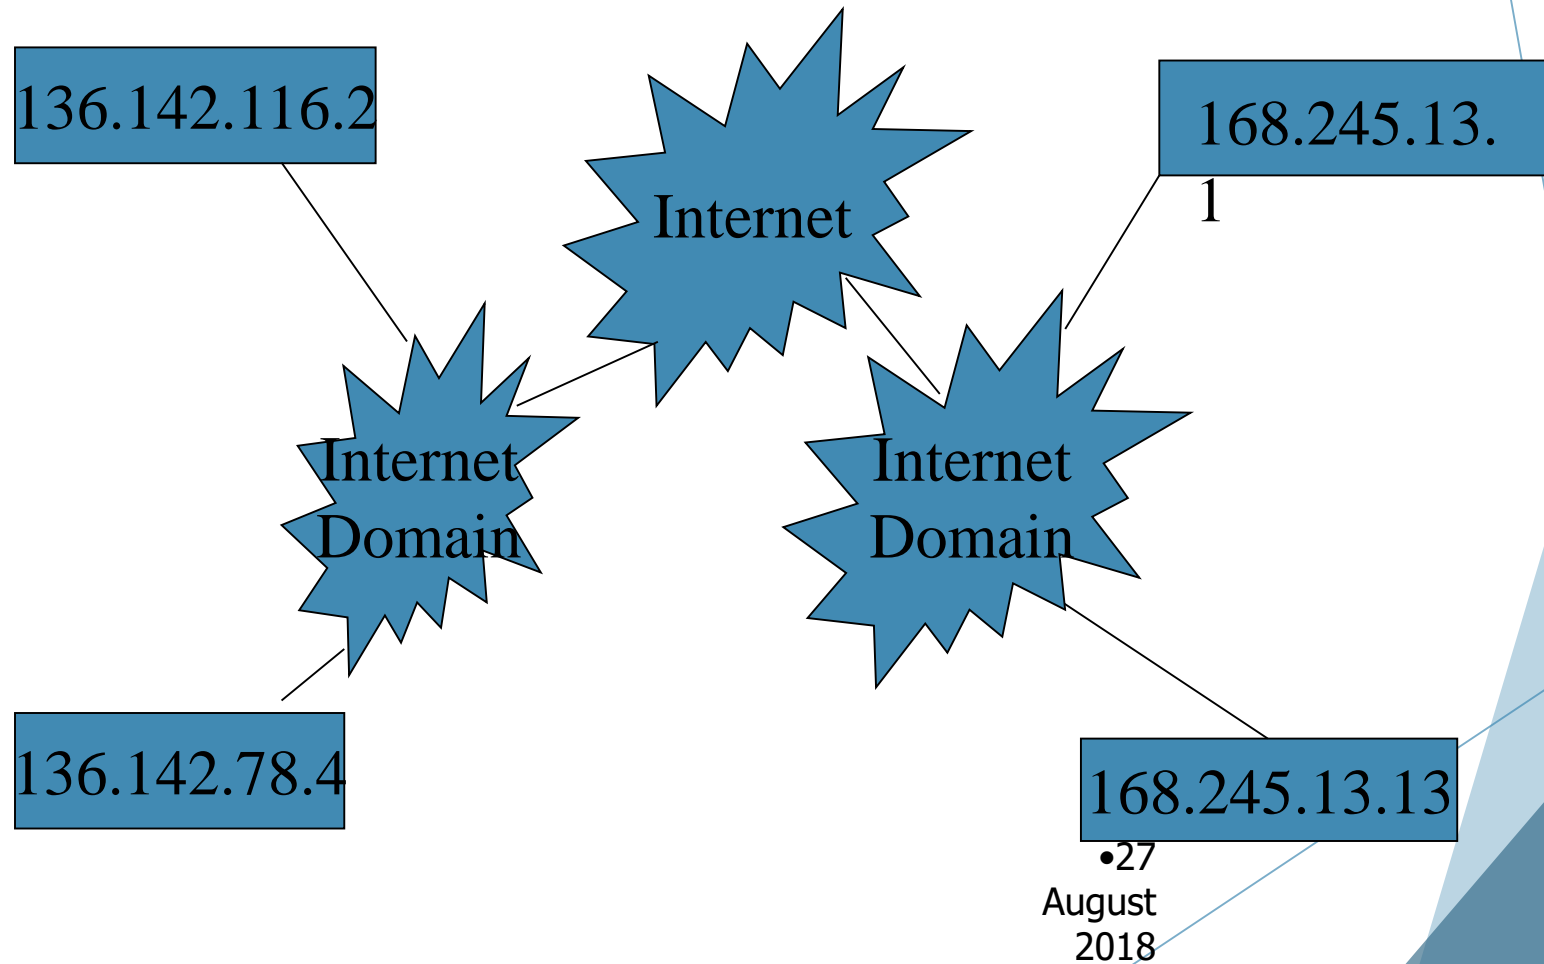 136.142.116.2
Internet
168.245.13.
1
Internet
Domain
Internet
Domain
136.142.78.4
168.245.13.13
•27
August
2018